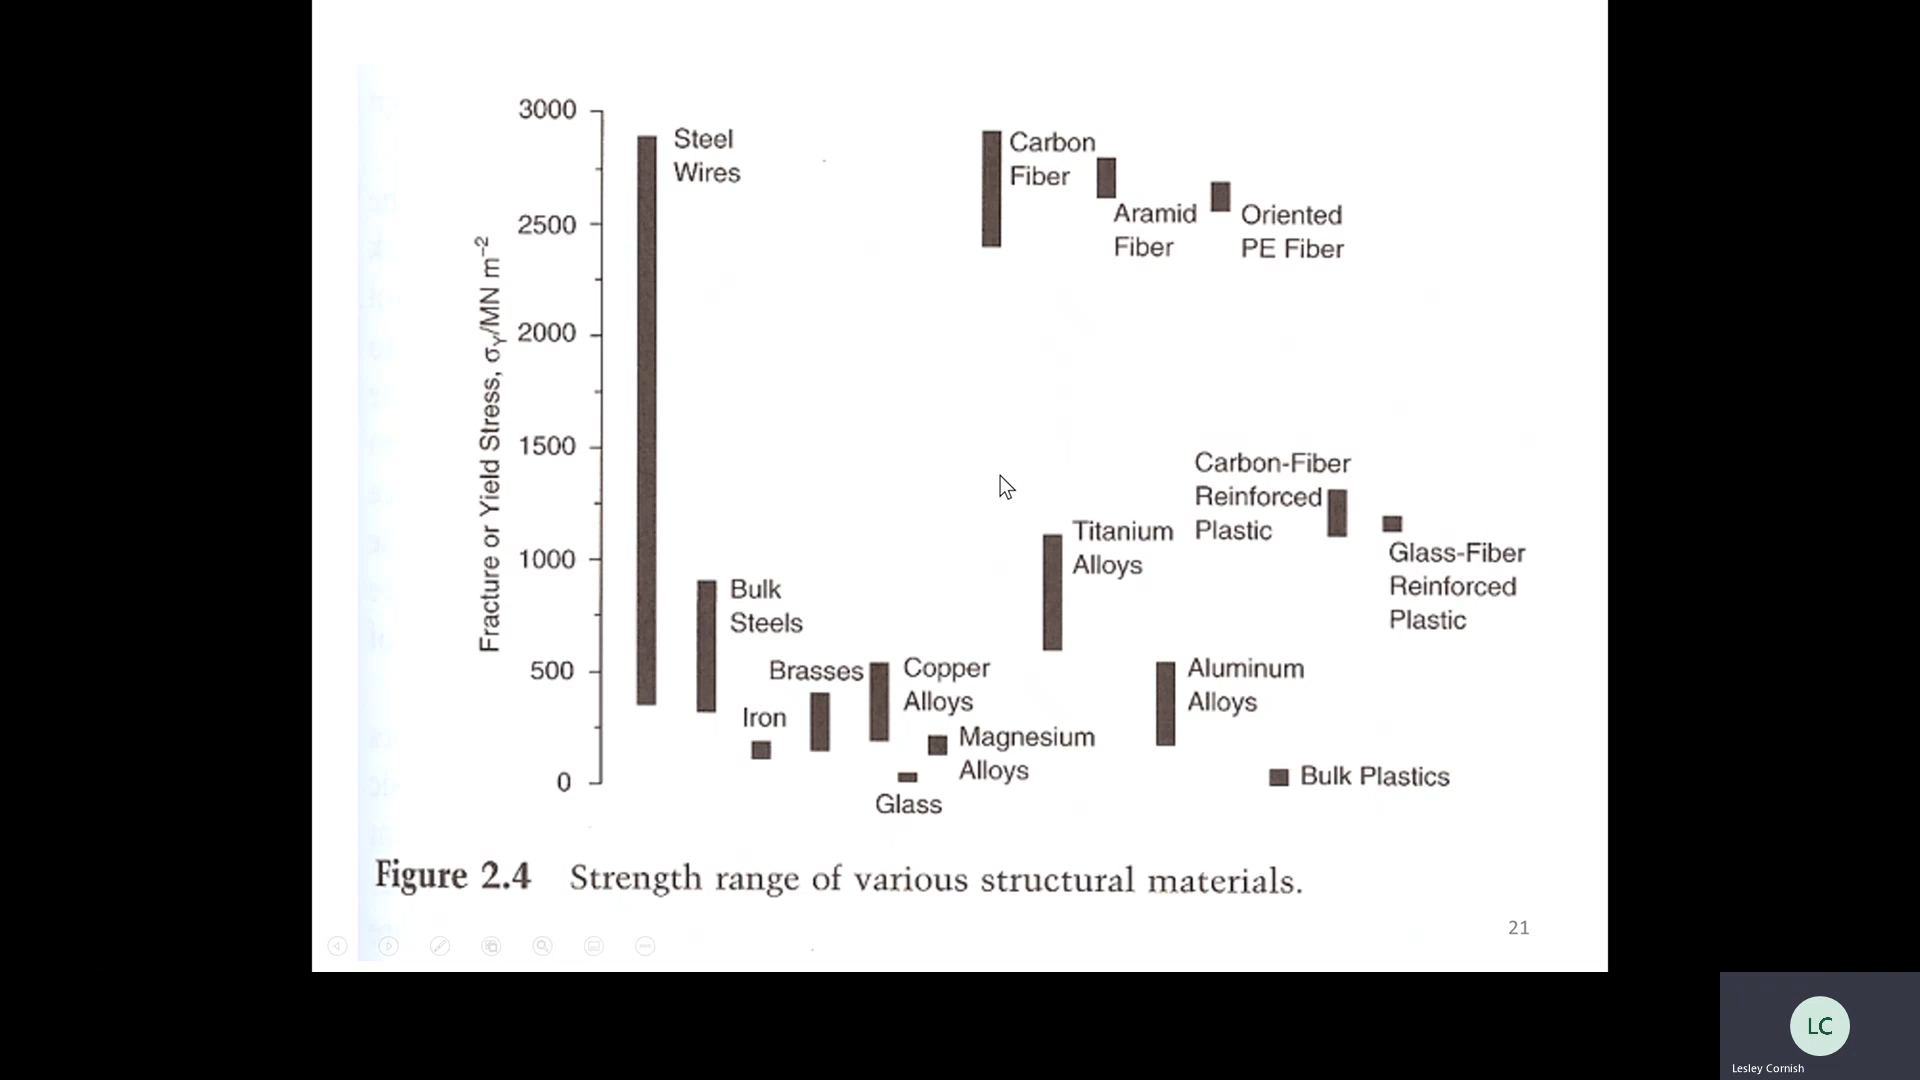 3000
2500
2000
1500
1000
500
0
Fracture or Yield Stress, σY/MN m−2
Steel
Wires
Carbon
Fiber
Aramid
Fiber
Oriented
PE Fiber
Carbon-Fiber
Reinforced
Plastic
Titanium
Alloys
Glass-Fiber
Reinforced
Plastic
Bulk
Steels
Brasses
Copper
Alloys
Aluminum
Alloys
Iron
Magnesium
Alloys
Bulk Plastics
Glass
Figure 2.4 Strength range of various structural materials.
21
LC
Lesley Cornish